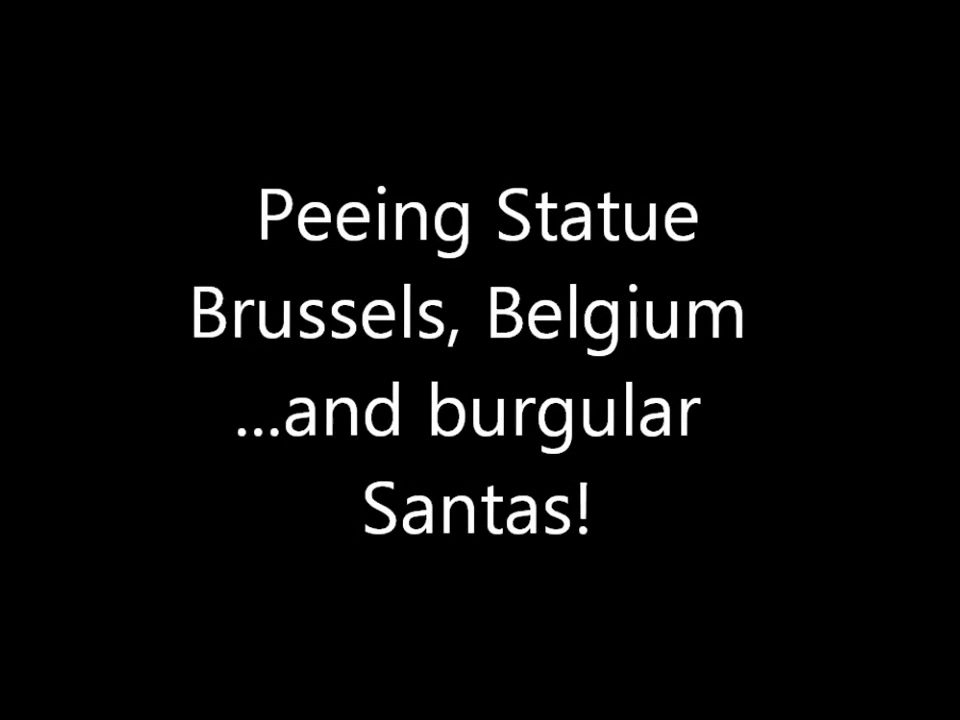 Peeing Statue
Brussels, Belgium
...and burgular
Santas!